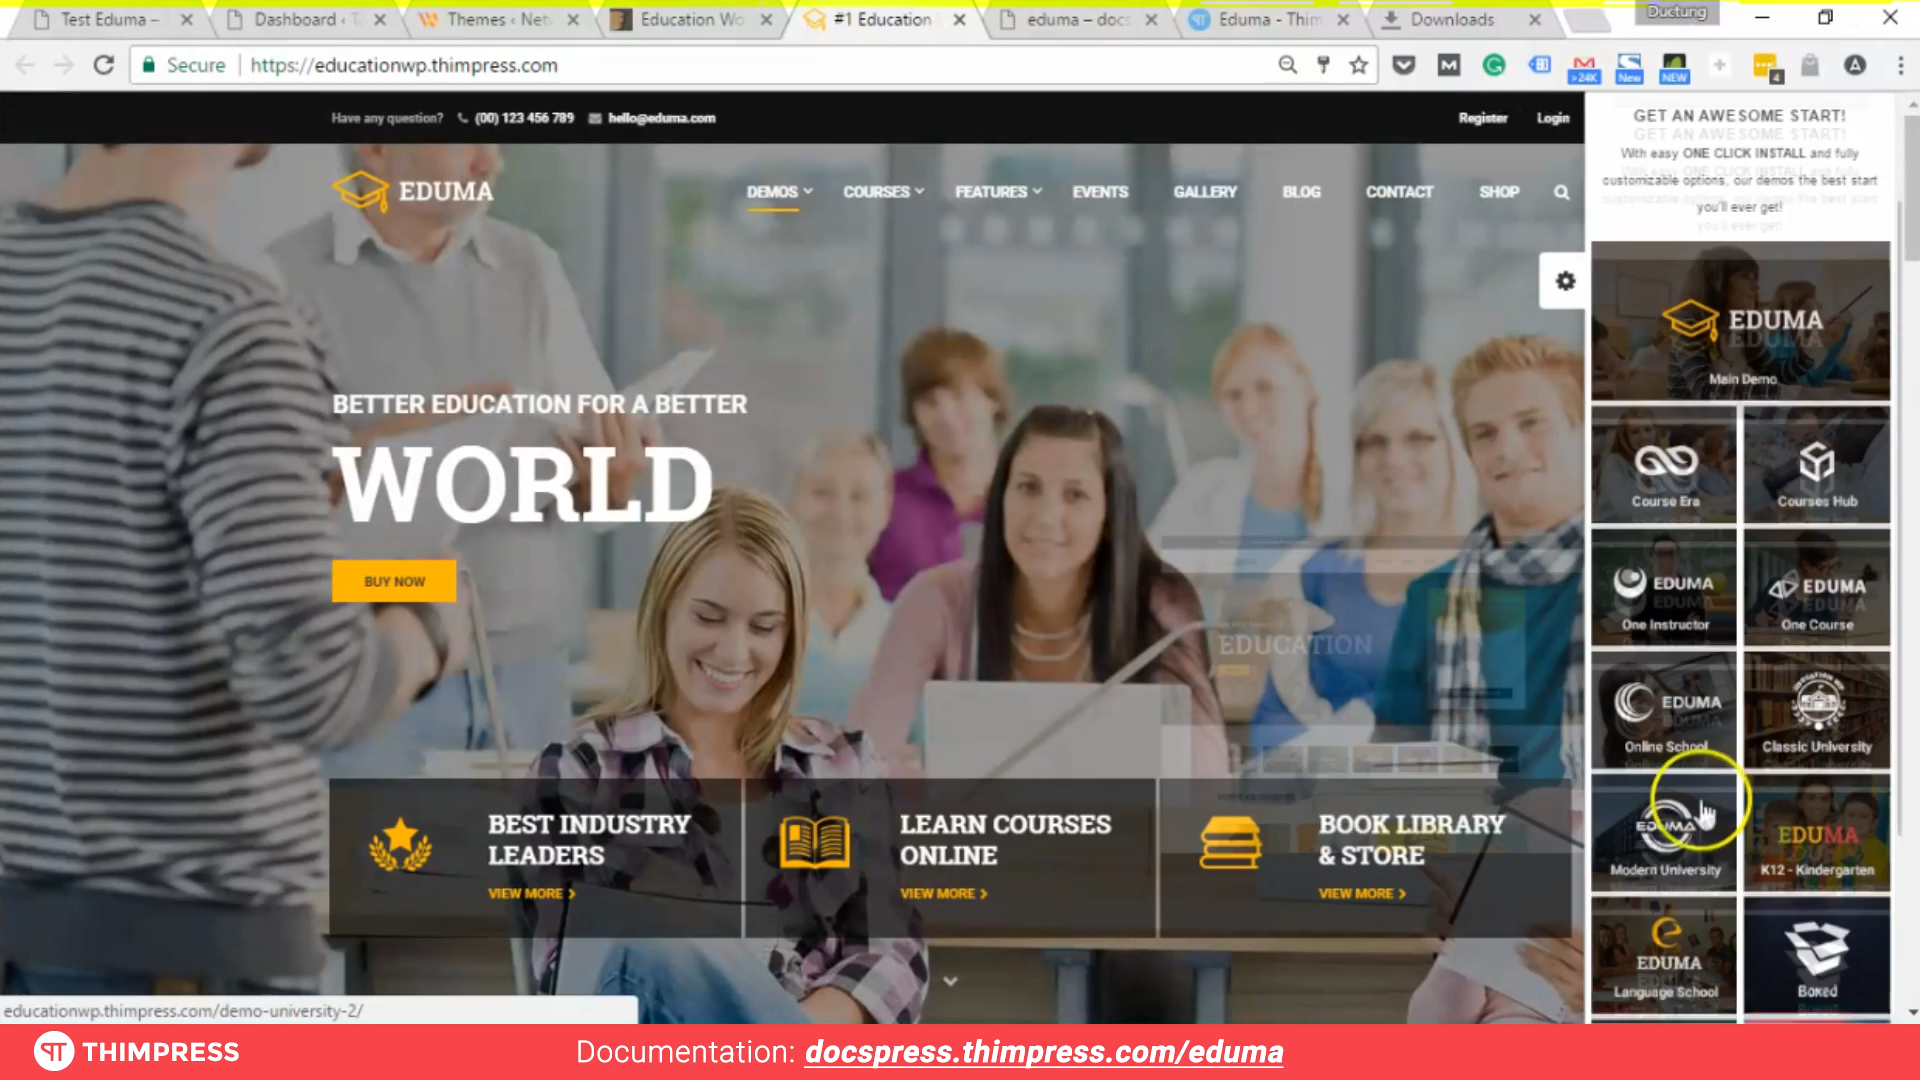 Test Eduma –
Dashboard ‹ T
Themes ‹ Net
Education Wo
#1 Education
eduma – docs
Eduma - Thim
Downloads
Ductung
Secure
https://educationwp.thimpress.com
>24K
New
NEW
4
Have any question?
(00) 123 456 789
hello@eduma.com
Register
Login
EDUMA
DEMOS
COURSES
FEATURES
EVENTS
GALLERY
BLOG
CONTACT
SHOP
BETTER EDUCATION FOR A BETTER
WORLD
BUY NOW
EDUCATION
BEST INDUSTRY
LEADERS
VIEW MORE
LEARN COURSES
ONLINE
VIEW MORE
BOOK LIBRARY
& STORE
VIEW MORE
GET AN AWESOME START!
With easy ONE CLICK INSTALL and fully
customizable options, our demos the best start
you'll ever get!
EDUMA
Main Demo
Course Era
Courses Hub
EDUMA
One Instructor
EDUMA
One Course
EDUMA
Online School
Classic University
EDUMA
Modern University
EDUMA
K12 - Kindergarten
EDUMA
Language School
Boxed
educationwp.thimpress.com/demo-university-2/
THIMPRESS
Documentation: docspress.thimpress.com/eduma